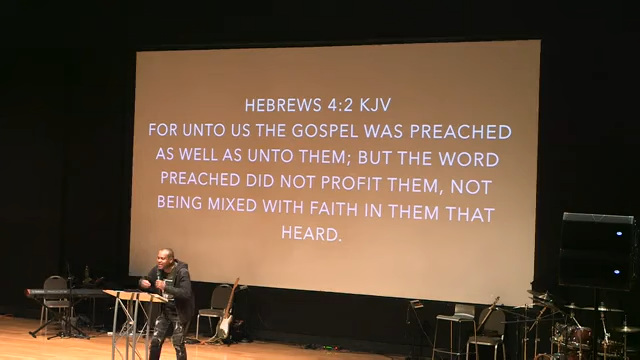 HEBREWS 4:2 KJV
FOR UNTO US THE GOSPEL WAS PREACHED
AS WELL AS UNTO THEM; BUT THE WORD
PREACHED DID NOT PROFIT THEM, NOT
BEING MIXED WITH FAITH IN THEM THAT
HEARD.